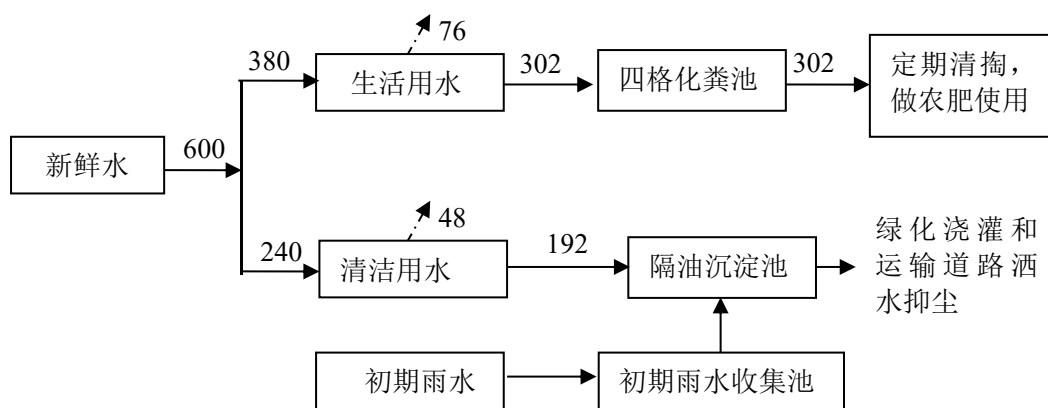 76
380
生活用水
302
四格化粪池
302
定期清掏，
做农肥使用
新鲜水
600
48
240
清洁用水
192
隔油沉淀池
绿化浇灌和
运输道路洒
水抑尘
初期雨水
初期雨水收集池